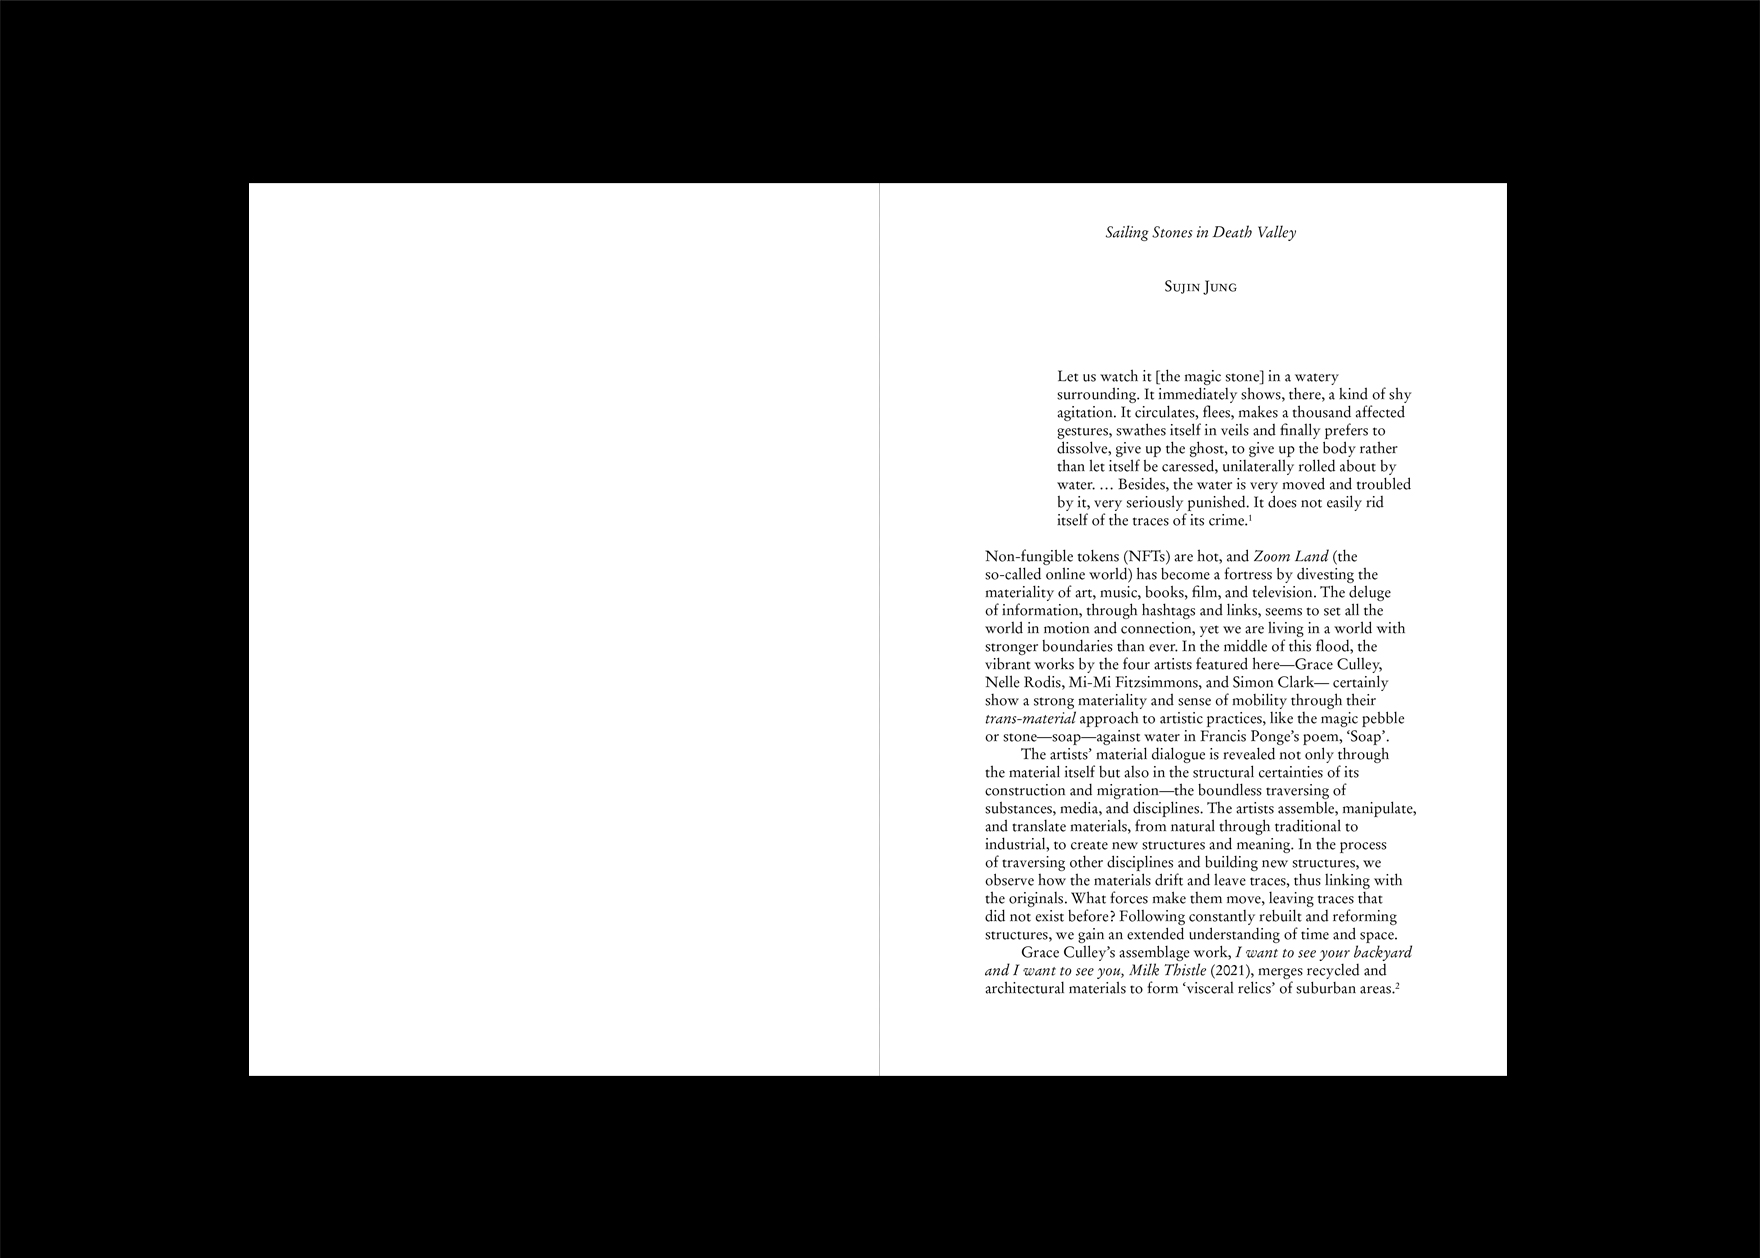 Sailing Stones in Death Valley
Sujin Jung
Let us watch it [the magic stone] in a watery
surrounding. It immediately shows, there, a kind of shy
agitation. It circulates, flees, makes a thousand affected
gestures, swathes itself in veils and finally prefers to
dissolve, give up the ghost, to give up the body rather
than let itself be caressed, unilaterally rolled about by
water. … Besides, the water is very moved and troubled
by it, very seriously punished. It does not easily rid
itself of the traces of its crime.¹
Non-fungible tokens (NFTs) are hot, and Zoom Land (the
so-called online world) has become a fortress by divesting the
materiality of art, music, books, film, and television. The deluge
of information, through hashtags and links, seems to set all the
world in motion and connection, yet we are living in a world with
stronger boundaries than ever. In the middle of this flood, the
vibrant works by the four artists featured here—Grace Culley,
Nelle Rodis, Mi-Mi Fitzsimmons, and Simon Clark— certainly
show a strong materiality and sense of mobility through their
trans-material approach to artistic practices, like the magic pebble
or stone—soap—against water in Francis Ponge’s poem, ‘Soap’.
The artists’ material dialogue is revealed not only through
the material itself but also in the structural certainties of its
construction and migration—the boundless traversing of
substances, media, and disciplines. The artists assemble, manipulate,
and translate materials, from natural through traditional to
industrial, to create new structures and meaning. In the process
of traversing other disciplines and building new structures, we
observe how the materials drift and leave traces, thus linking with
the originals. What forces make them move, leaving traces that
did not exist before? Following constantly rebuilt and reforming
structures, we gain an extended understanding of time and space.
Grace Culley’s assemblage work, I want to see your backyard
and I want to see you, Milk Thistle (2021), merges recycled and
architectural materials to form ‘visceral relics’ of suburban areas.²